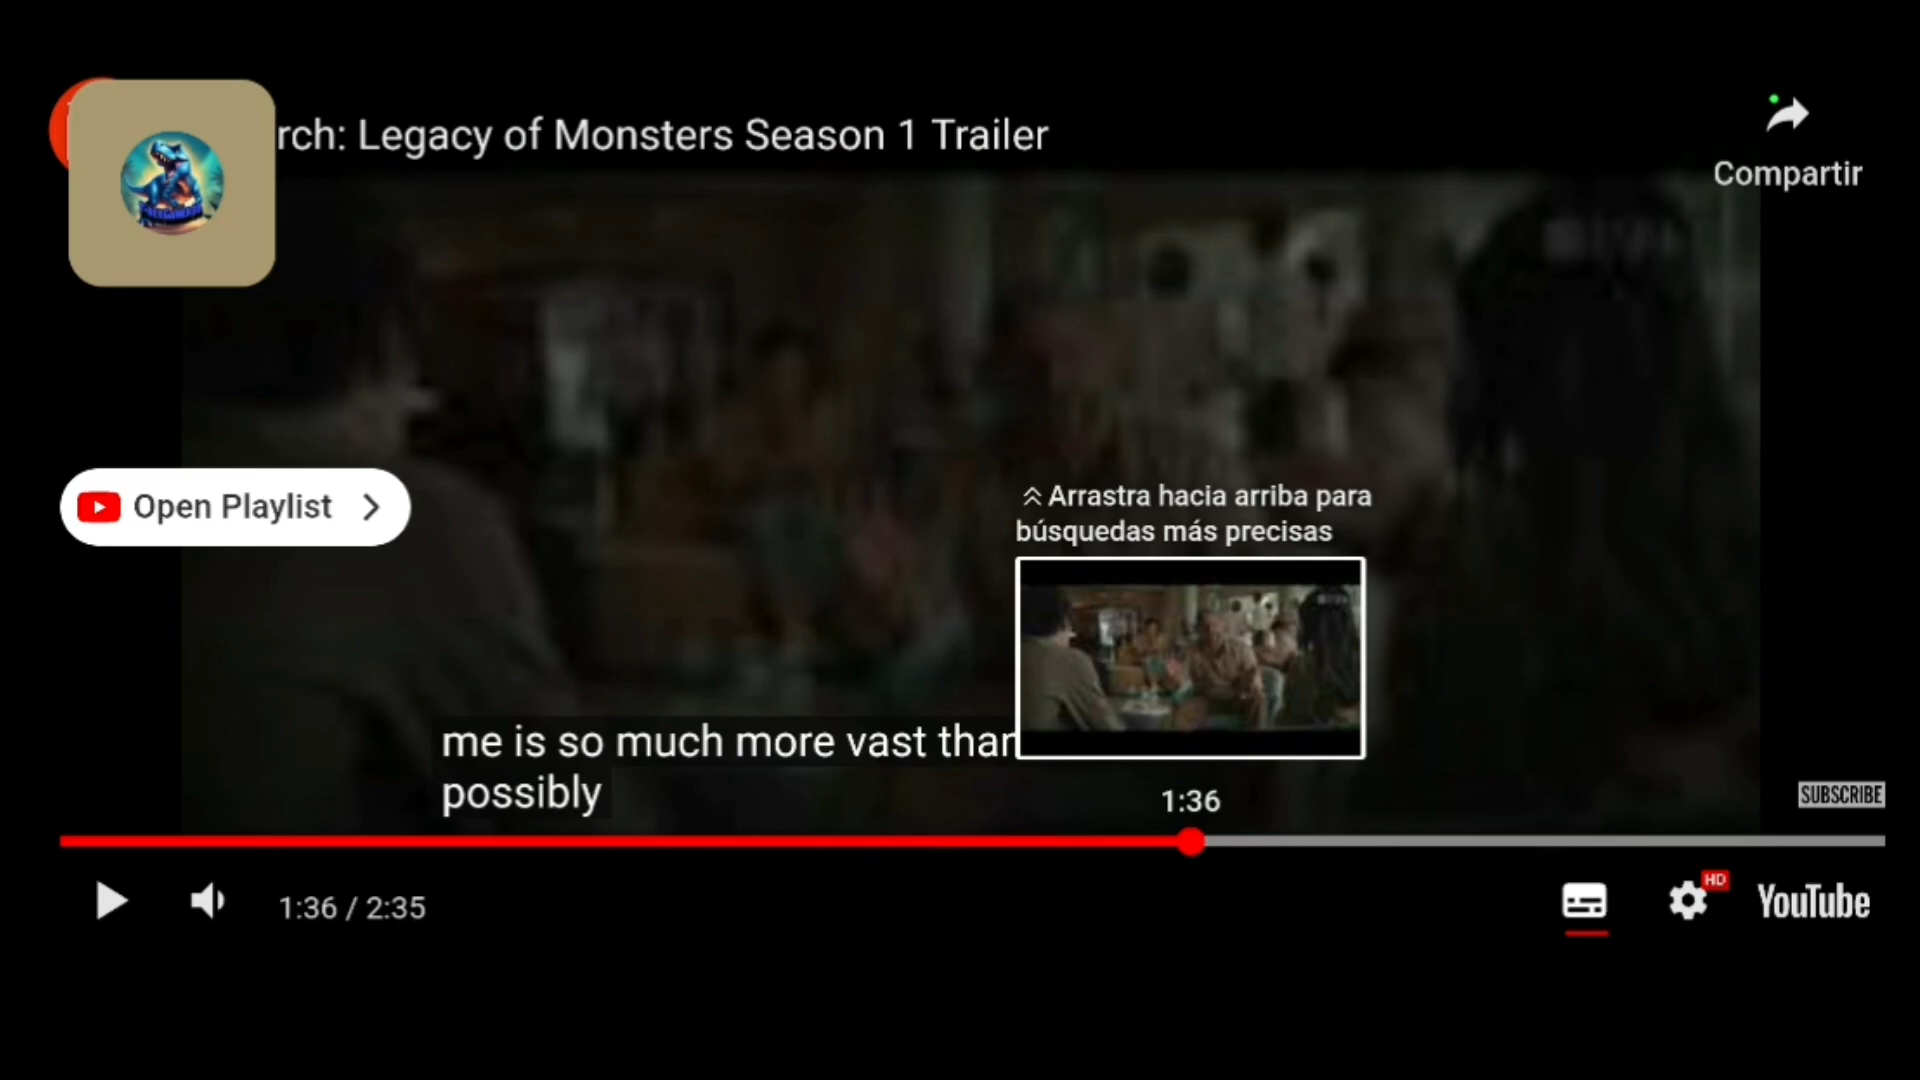 rch: Legacy of Monsters Season 1 Trailer
Compartir
Open Playlist
Arrastra hacia arriba para
búsquedas más precisas
me is so much more vast than
possibly
1:36
SUBSCRIBE
1:36 / 2:35
HD
YouTube